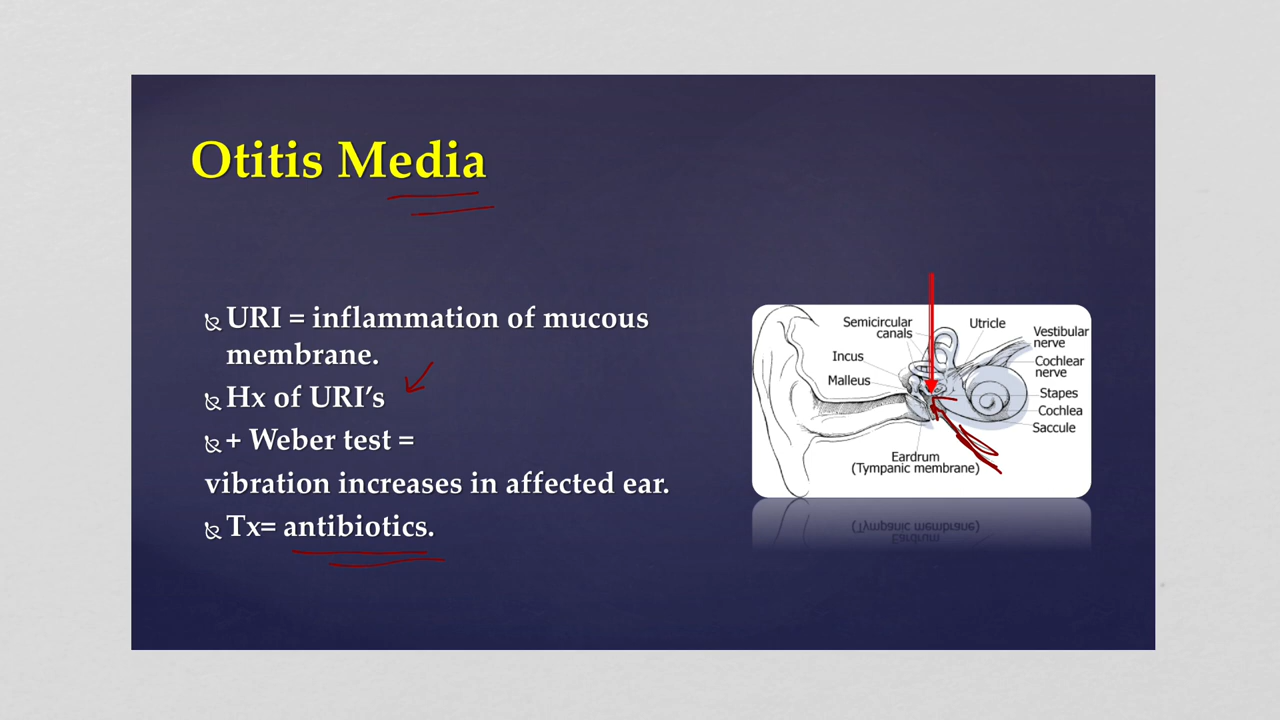 Otitis Media
URI = inflammation of mucous
membrane.
Hx of URI's
+ Weber test =
vibration increases in affected ear.
Tx= antibiotics.
Semicircular
canals
Utricle
Vestibular
nerve
Incus
Cochlear
nerve
Malleus
Stapes
Cochlea
Saccule
Eardrum
(Tympanic membrane)